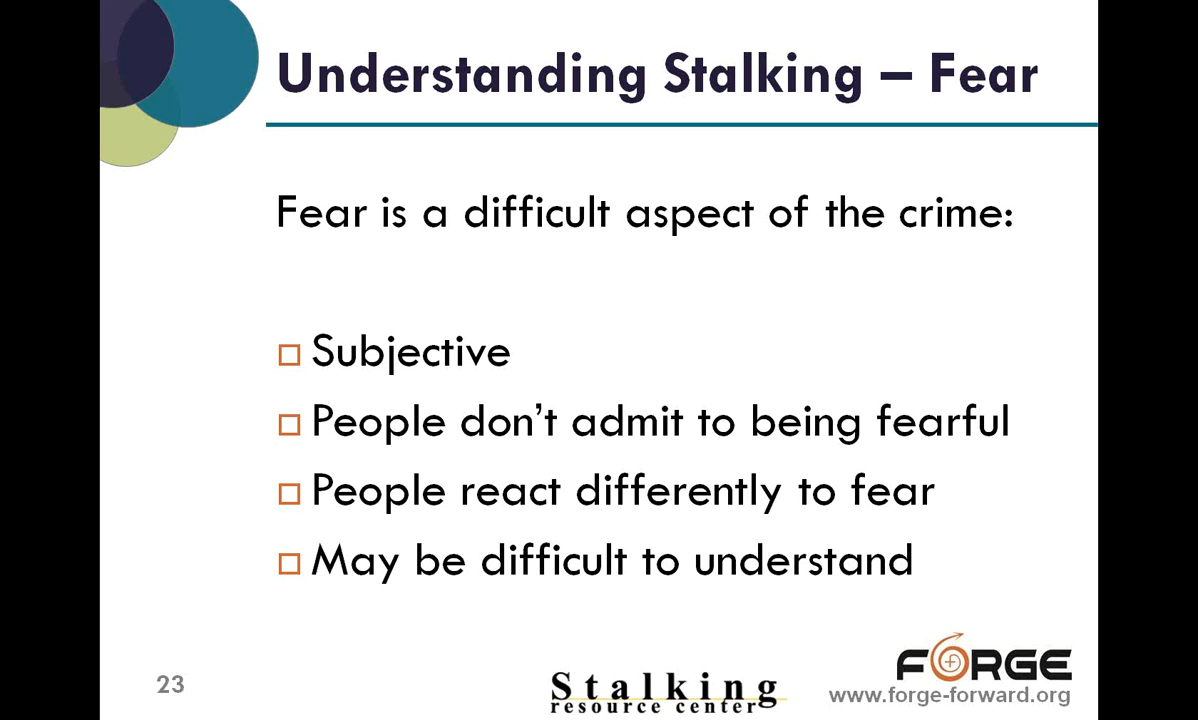 Understanding Stalking – Fear
Fear is a difficult aspect of the crime:
Subjective
People don’t admit to being fearful
People react differently to fear
May be difficult to understand
23
Stalking
resource center
FORGE
www.forge-forward.org